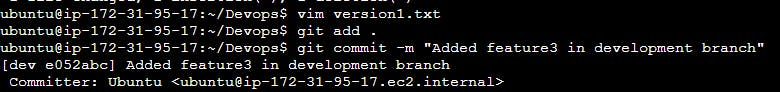 ubuntu@ip-172-31-95-17:~/Devops$ vim version1.txt
ubuntu@ip-172-31-95-17:~/Devops$ git add .
ubuntu@ip-172-31-95-17:~/Devops$ git commit -m "Added feature3 in development branch"
[dev e052abc] Added feature3 in development branch
 Committer: Ubuntu <ubuntu@ip-172-31-95-17.ec2.internal>